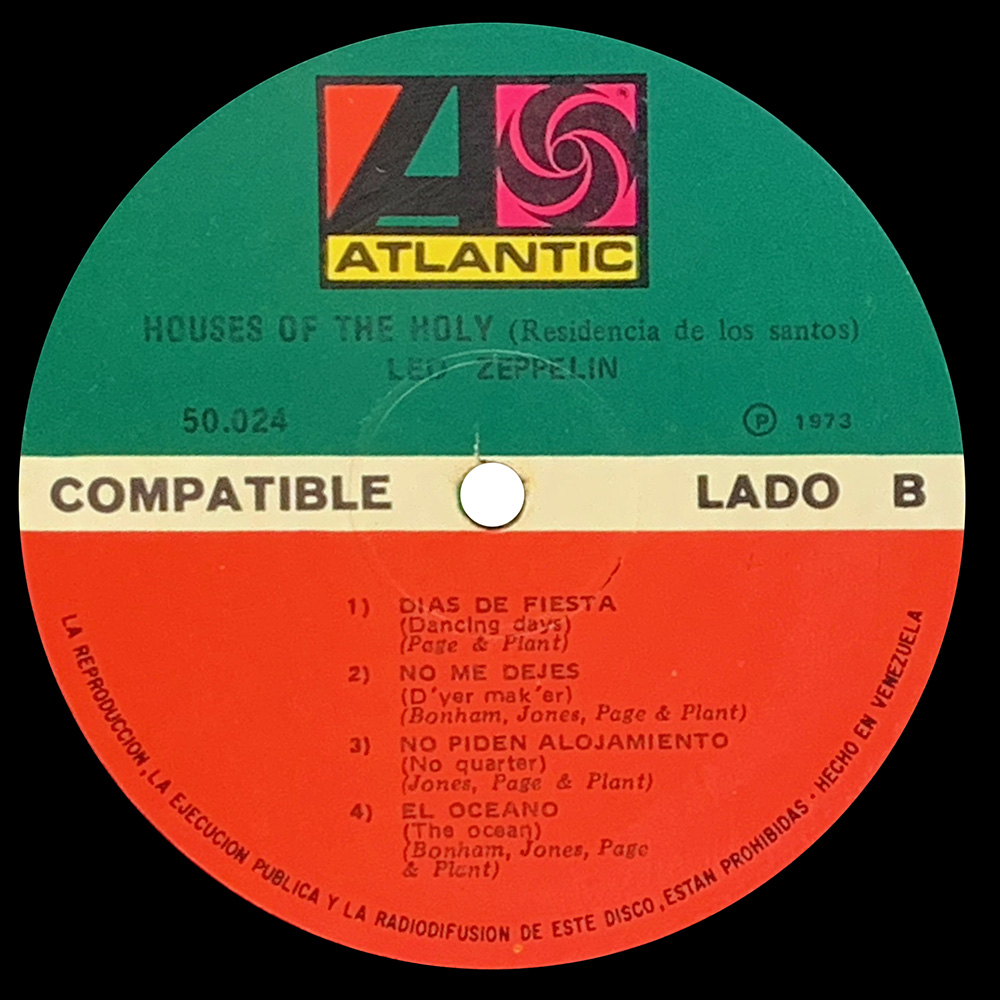 ATLANTIC
HOUSES OF THE HOLY (Residencia de los santos)
LED ZEPPELIN
50.024
Ⓟ 1973
COMPATIBLE
LADO B
1) DIAS DE FIESTA
(Dancing days)
(Page & Plant)
2) NO ME DEJES
(D'yer mak'er)
(Bonham, Jones, Page & Plant)
3) NO PIDEN ALOJAMIENTO
(No quarter)
(Jones, Page & Plant)
4) EL OCEANO
(The ocean)
(Bonham, Jones, Page
& Plant)
LA REPRODUCCION, LA EJECUCION PUBLICA Y LA RADIODIFUSION DE ESTE DISCO, ESTAN PROHIBIDAS · HECHO EN VENEZUELA